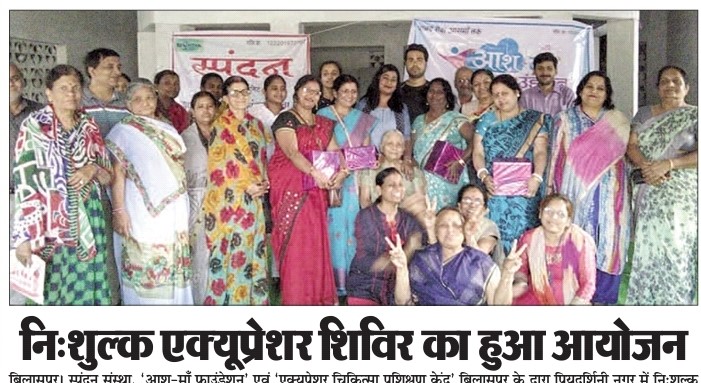 स्पंदन
आश
निःशुल्क एक्यूप्रेशर शिविर का हुआ आयोजन
बिलासपुर। स्पंदन संस्था, 'आश-माँ फाउंडेशन' एवं 'एक्यूप्रेशर चिकित्सा प्रशिक्षण केंद्र' बिलासपुर के द्वारा प्रियदर्शिनी नगर में निःशुल्क